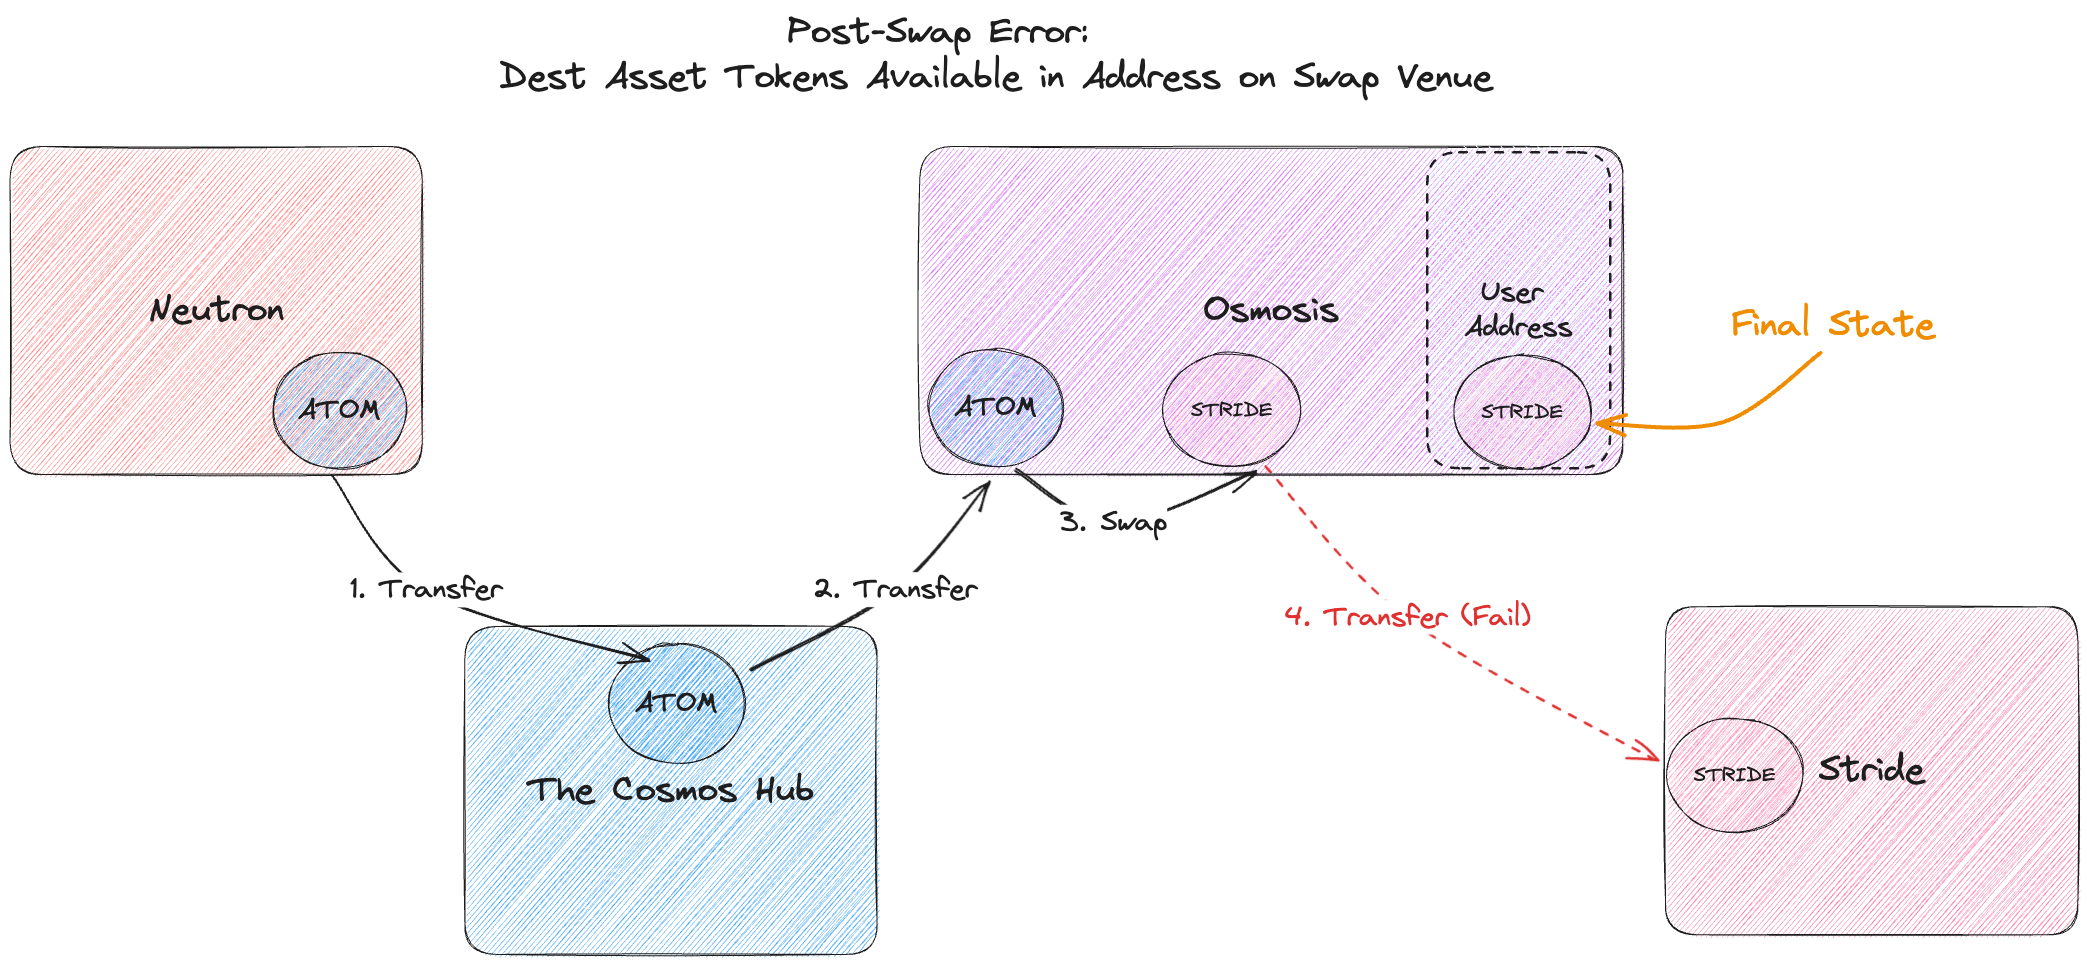 Post-Swap Error:
Dest Asset Tokens Available in Address on Swap Venue
Neutron
ATOM
Osmosis
ATOM
STRIDE
User
Address
STRIDE
Final State
1. Transfer
2. Transfer
3. Swap
4. Transfer (Fail)
ATOM
The Cosmos Hub
STRIDE
Stride